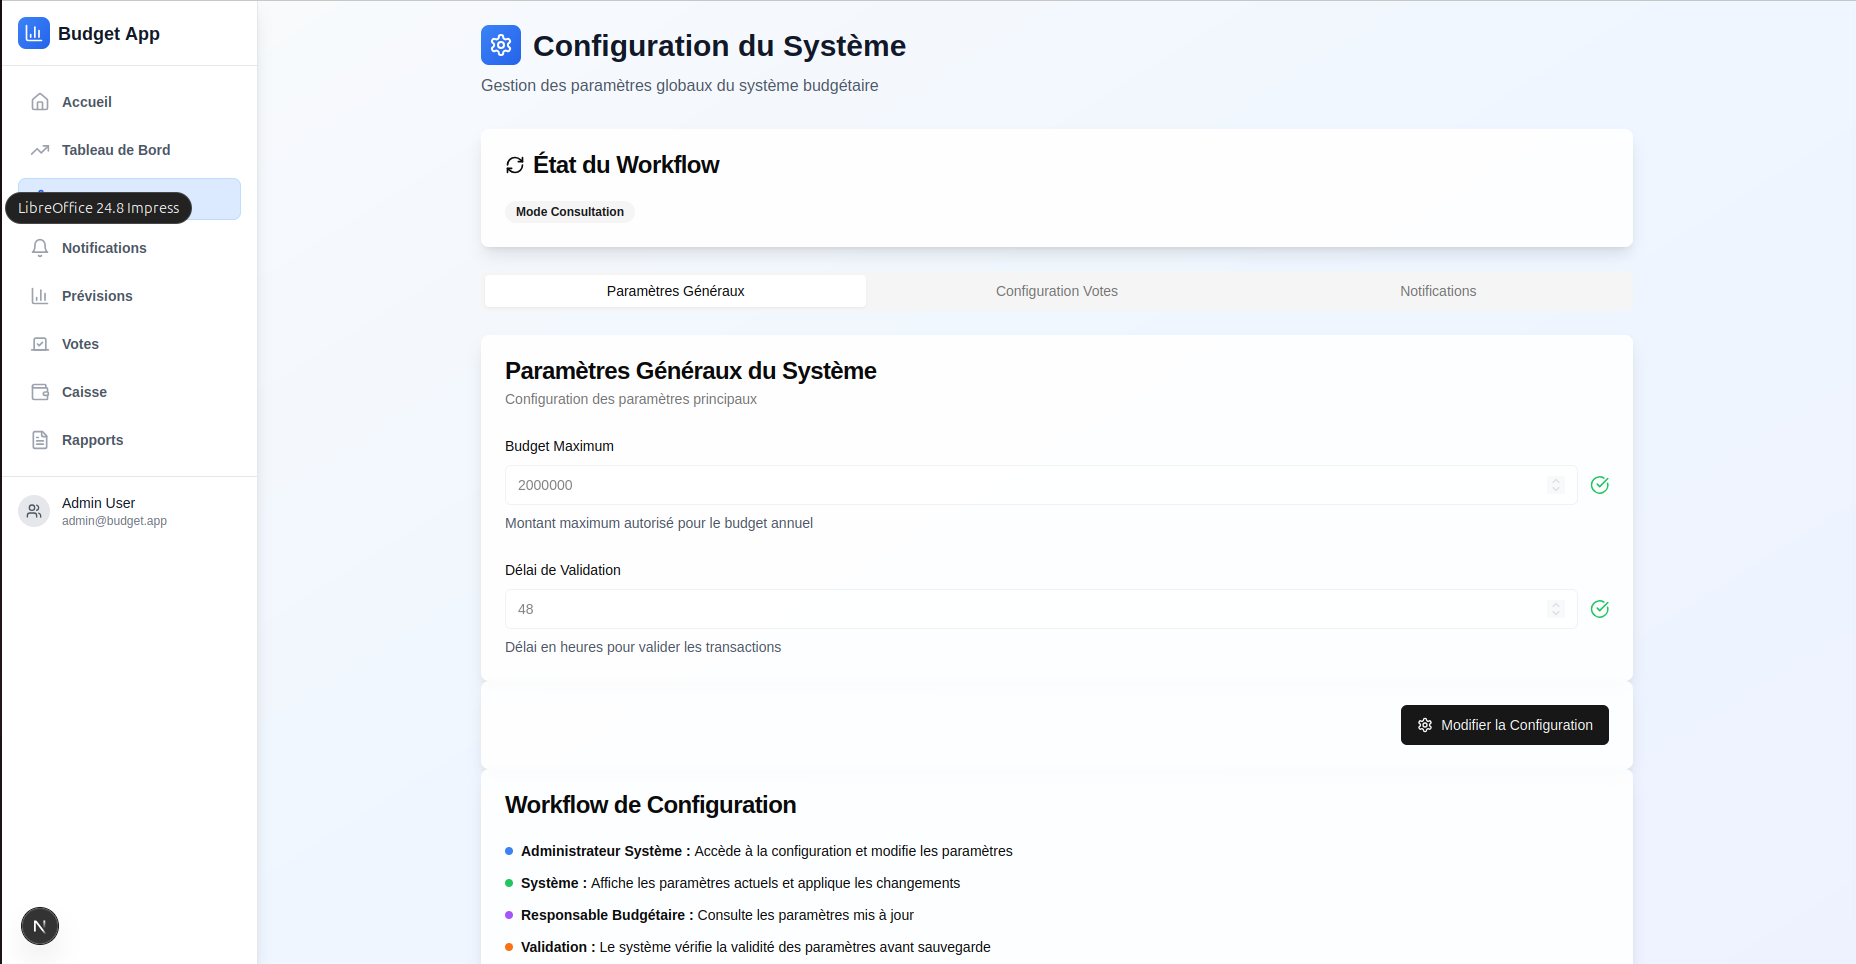 Budget App
Accueil
Tableau de Bord
LibreOffice 24.8 Impress
Notifications
Prévisions
Votes
Caisse
Rapports
Admin User
admin@budget.app
N
Configuration du Système
Gestion des paramètres globaux du système budgétaire
État du Workflow
Mode Consultation
Paramètres Généraux
Configuration Votes
Notifications
Paramètres Généraux du Système
Configuration des paramètres principaux
Budget Maximum
2000000
Montant maximum autorisé pour le budget annuel
Délai de Validation
48
Délai en heures pour valider les transactions
Modifier la Configuration
Workflow de Configuration
Administrateur Système : Accède à la configuration et modifie les paramètres
Système : Affiche les paramètres actuels et applique les changements
Responsable Budgétaire : Consulte les paramètres mis à jour
Validation : Le système vérifie la validité des paramètres avant sauvegarde